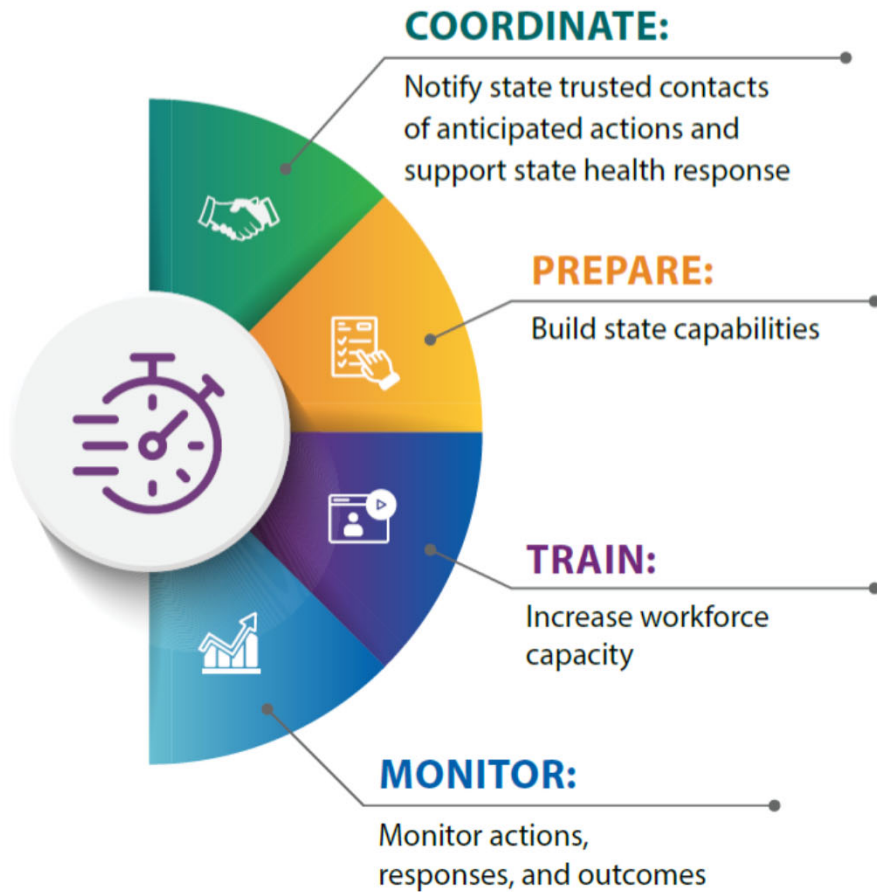 COORDINATE:
Notify state trusted contacts
of anticipated actions and
support state health response
PREPARE:
Build state capabilities
TRAIN:
Increase workforce
capacity
MONITOR:
Monitor actions,
responses, and outcomes